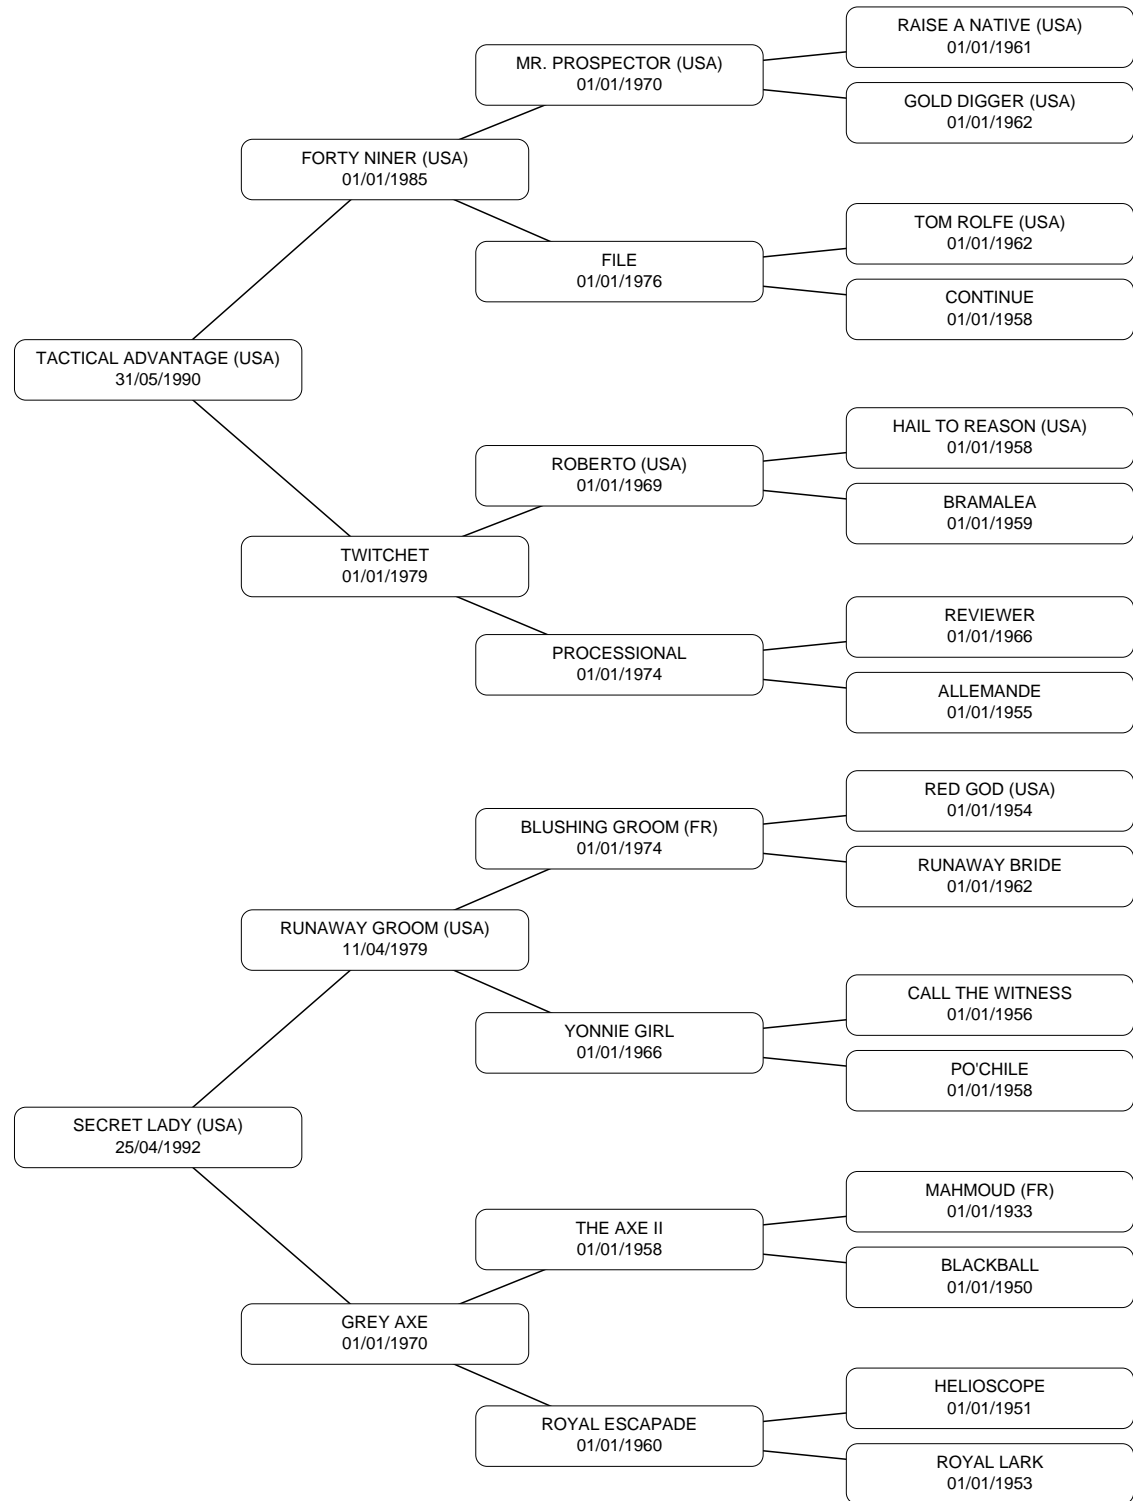 RAISE A NATIVE (USA)
01/01/1961
MR. PROSPECTOR (USA)
01/01/1970
GOLD DIGGER (USA)
01/01/1962
FORTY NINER (USA)
01/01/1985
TOM ROLFE (USA)
01/01/1962
FILE
01/01/1976
CONTINUE
01/01/1958
TACTICAL ADVANTAGE (USA)
31/05/1990
HAIL TO REASON (USA)
01/01/1958
ROBERTO (USA)
01/01/1969
BRAMALEA
01/01/1959
TWITCHET
01/01/1979
REVIEWER
01/01/1966
PROCESSIONAL
01/01/1974
ALLEMANDE
01/01/1955
RED GOD (USA)
01/01/1954
BLUSHING GROOM (FR)
01/01/1974
RUNAWAY BRIDE
01/01/1962
RUNAWAY GROOM (USA)
11/04/1979
CALL THE WITNESS
01/01/1956
YONNIE GIRL
01/01/1966
PO'CHILE
01/01/1958
SECRET LADY (USA)
25/04/1992
MAHMOUD (FR)
01/01/1933
THE AXE II
01/01/1958
BLACKBALL
01/01/1950
GREY AXE
01/01/1970
HELIOSCOPE
01/01/1951
ROYAL ESCAPADE
01/01/1960
ROYAL LARK
01/01/1953